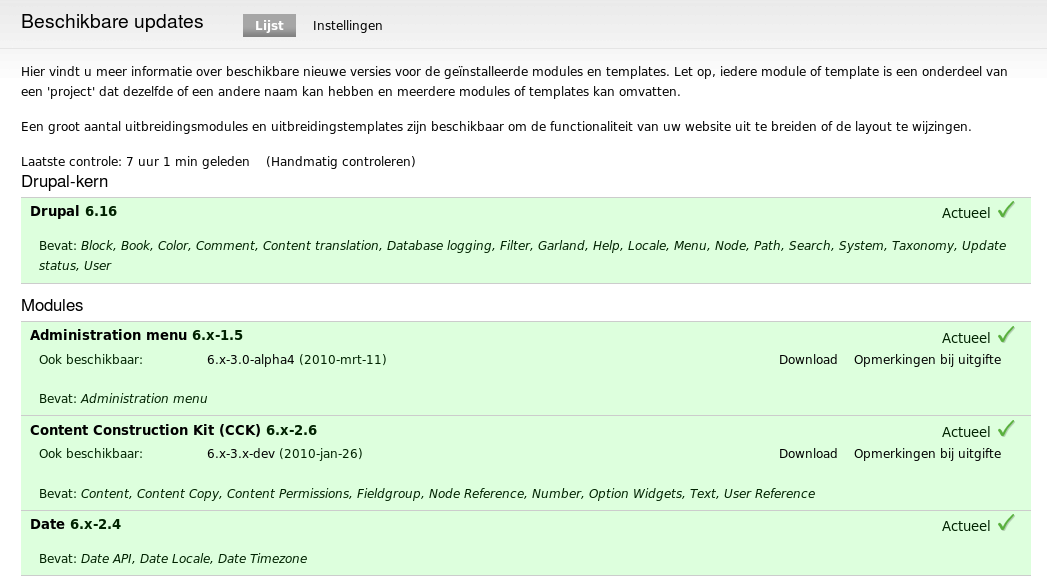 Beschikbare updates Lijst Instellingen
Hier vindt u meer informatie over beschikbare nieuwe versies voor de geïnstalleerde modules en templates. Let op, iedere module of template is een onderdeel van
een 'project' dat dezelfde of een andere naam kan hebben en meerdere modules of templates kan omvatten.
Een groot aantal uitbreidingsmodules en uitbreidingstemplates zijn beschikbaar om de functionaliteit van uw website uit te breiden of de layout te wijzingen.
Laatste controle: 7 uur 1 min geleden (Handmatig controleren)
Drupal-kern
Drupal 6.16 Actueel
Bevat: Block, Book, Color, Comment, Content translation, Database logging, Filter, Garland, Help, Locale, Menu, Node, Path, Search, System, Taxonomy, Update
status, User
Modules
Administration menu 6.x-1.5 Actueel
Ook beschikbaar: 6.x-3.0-alpha4 (2010-mrt-11) Download Opmerkingen bij uitgifte
Bevat: Administration menu
Content Construction Kit (CCK) 6.x-2.6 Actueel
Ook beschikbaar: 6.x-3.x-dev (2010-jan-26) Download Opmerkingen bij uitgifte
Bevat: Content, Content Copy, Content Permissions, Fieldgroup, Node Reference, Number, Option Widgets, Text, User Reference
Date 6.x-2.4 Actueel
Bevat: Date API, Date Locale, Date Timezone